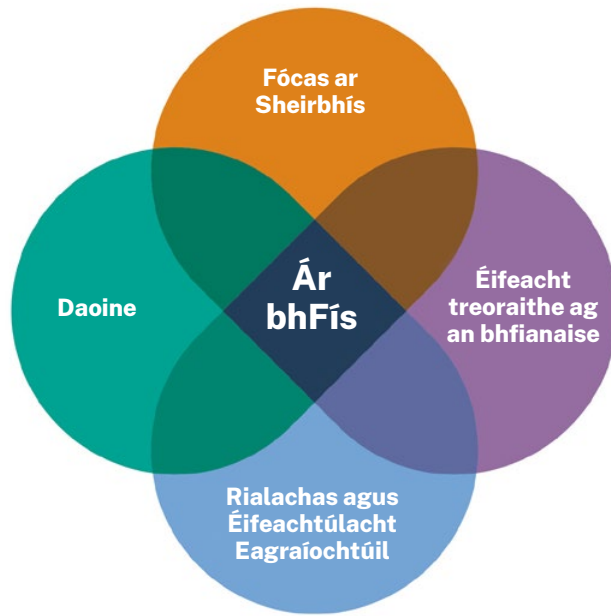 Fócas ar
Sheirbhís
Daoine
Ár
bhFís
Éifeacht
treoraithe ag
an bhfianaise
Rialachas agus
Éifeachtúlacht
Eagraíochtúil